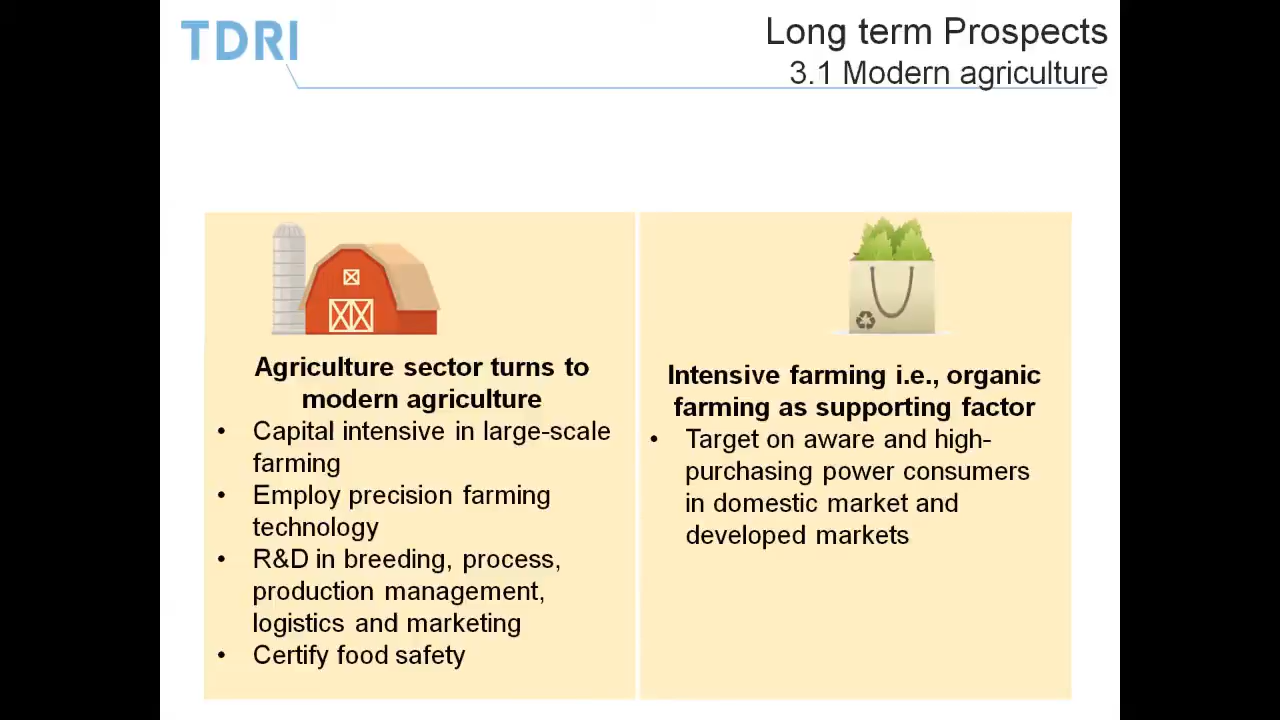 TDRI
Long term Prospects
3.1 Modern agriculture
Agriculture sector turns to
modern agriculture
• Capital intensive in large-scale
farming
• Employ precision farming
technology
• R&D in breeding, process,
production management,
logistics and marketing
• Certify food safety
Intensive farming i.e., organic
farming as supporting factor
• Target on aware and high-
purchasing power consumers
in domestic market and
developed markets